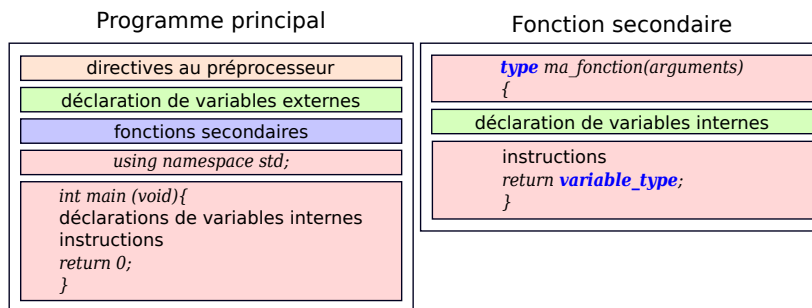 Programme principal
directives au préprocesseur
déclaration de variables externes
fonctions secondaires
using namespace std;
int main (void){
déclarations de variables internes
instructions
return 0;
}
Fonction secondaire
type ma_fonction(arguments)
{
déclaration de variables internes
instructions
return variable_type;
}